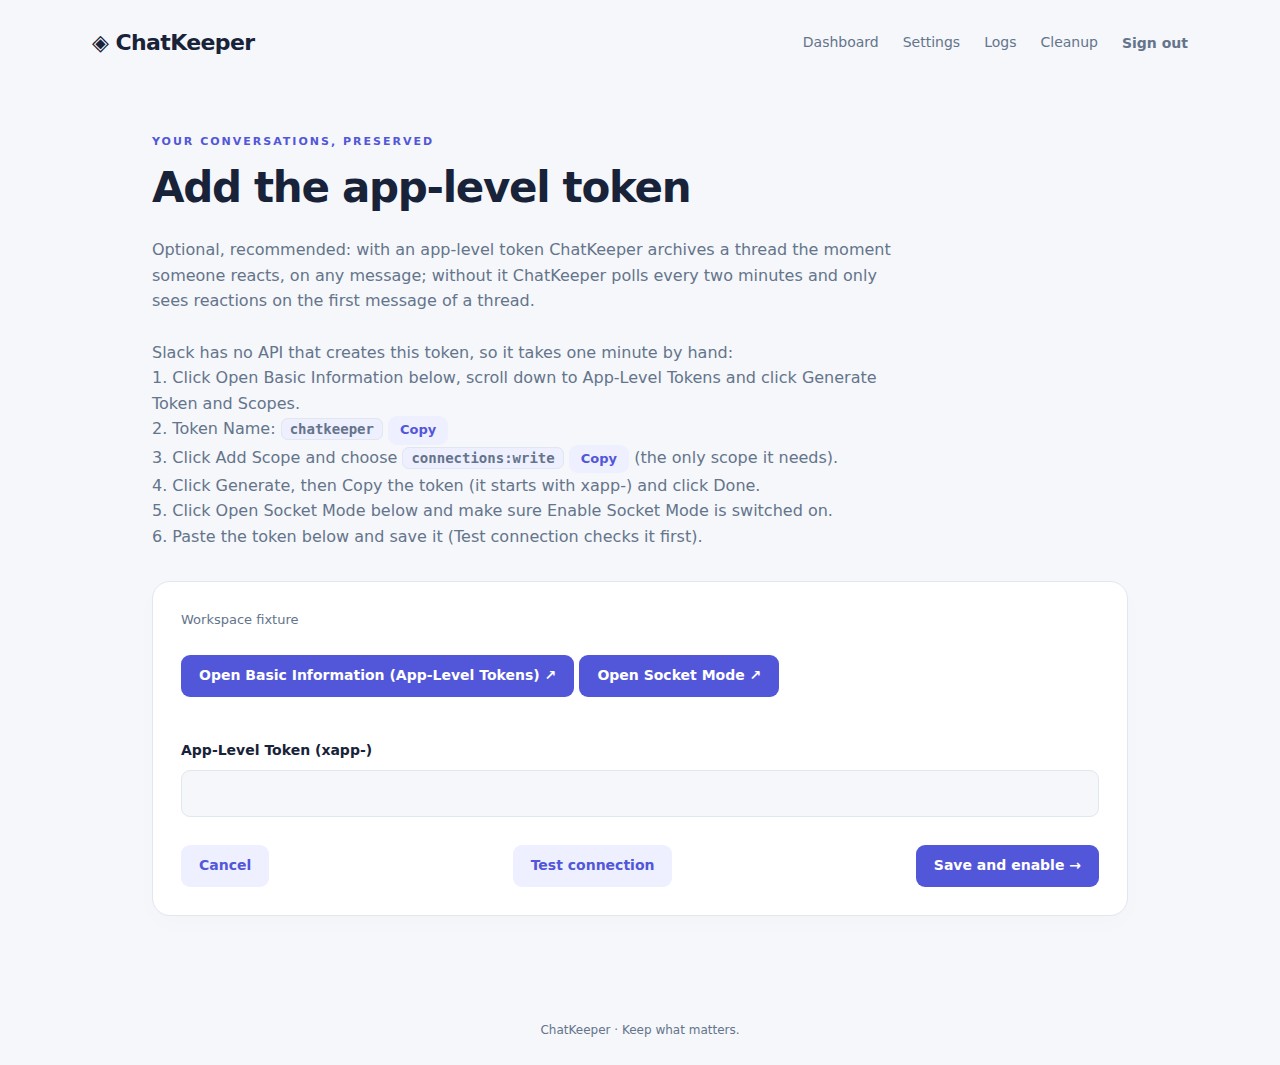 ◈ ChatKeeper
Dashboard Settings Logs Cleanup Sign out
YOUR CONVERSATIONS, PRESERVED
Add the app-level token
Optional, recommended: with an app-level token ChatKeeper archives a thread the moment
someone reacts, on any message; without it ChatKeeper polls every two minutes and only
sees reactions on the first message of a thread.
Slack has no API that creates this token, so it takes one minute by hand:
1. Click Open Basic Information below, scroll down to App-Level Tokens and click Generate
Token and Scopes.
2. Token Name: chatkeeper Copy
3. Click Add Scope and choose connections:write Copy (the only scope it needs).
4. Click Generate, then Copy the token (it starts with xapp-) and click Done.
5. Click Open Socket Mode below and make sure Enable Socket Mode is switched on.
6. Paste the token below and save it (Test connection checks it first).
Workspace fixture
Open Basic Information (App-Level Tokens) ↗ Open Socket Mode ↗
App-Level Token (xapp-)
Cancel Test connection Save and enable →
ChatKeeper · Keep what matters.